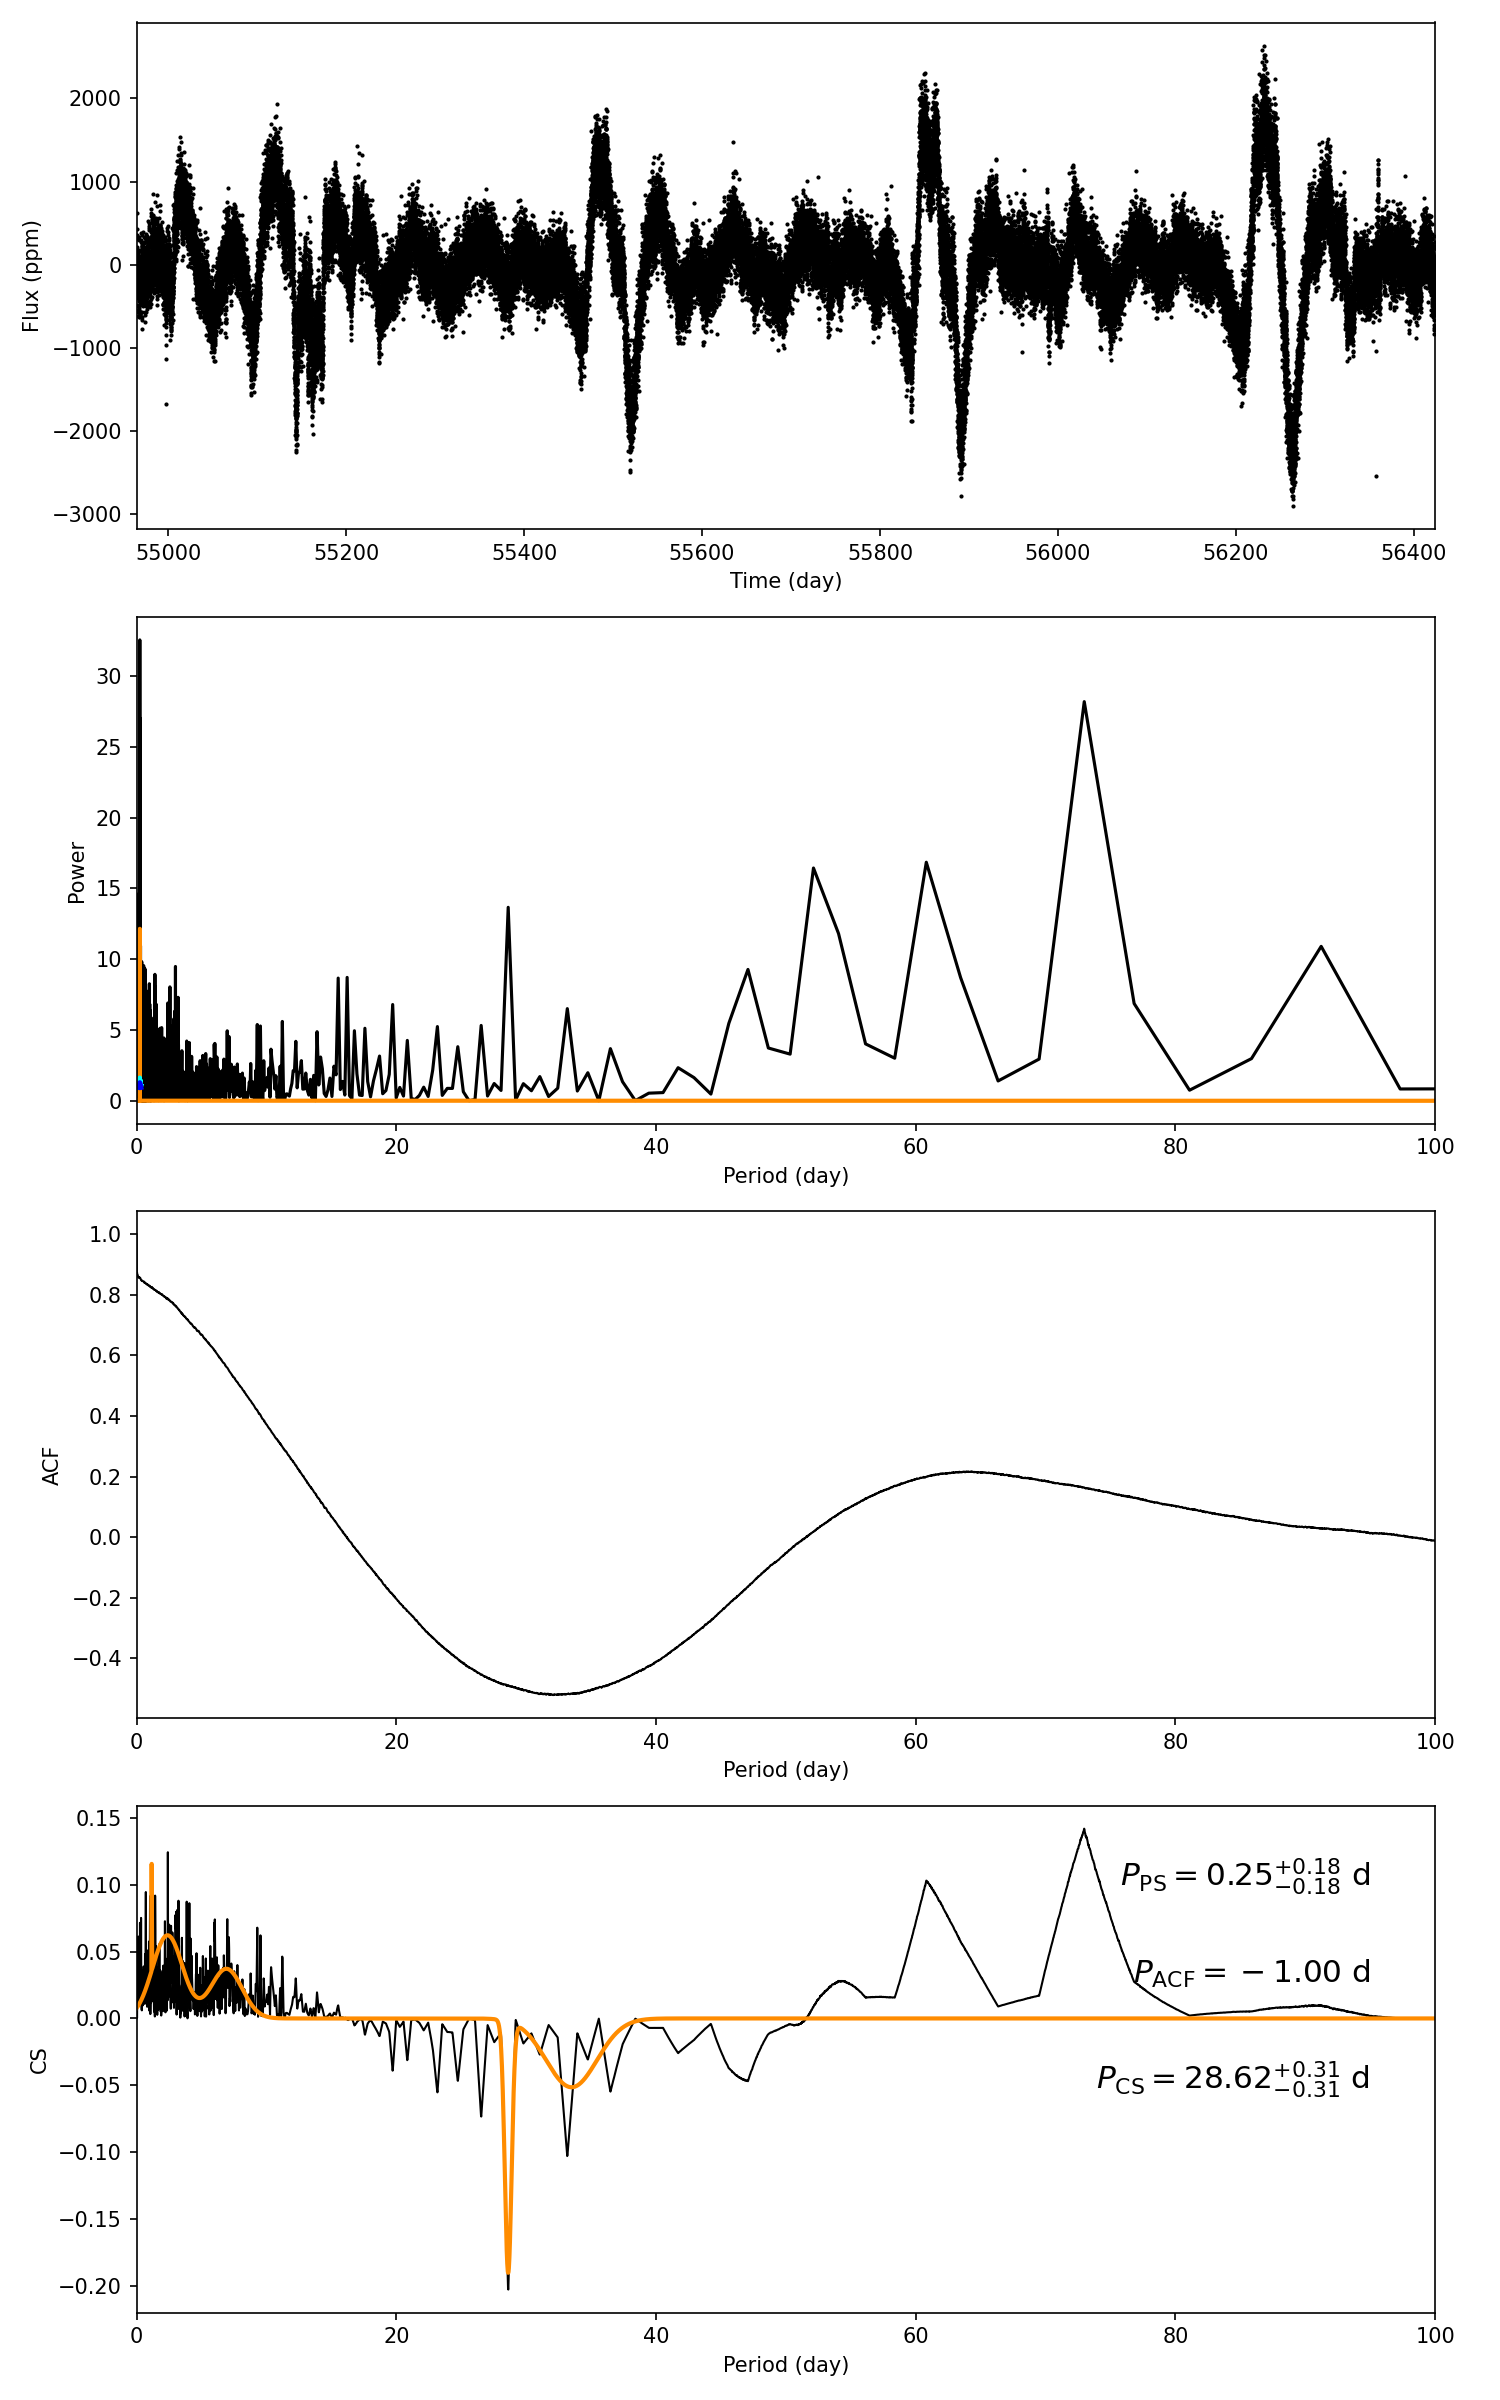 2000
1000
0
−1000
−2000
−3000
Flux (ppm)
55000 55200 55400 55600 55800 56000 56200 56400
Time (day)
30
25
20
15
10
5
0
Power
0 20 40 60 80 100
Period (day)
1.0
0.8
0.6
0.4
0.2
0.0
−0.2
−0.4
ACF
0 20 40 60 80 100
Period (day)
0.15
0.10
0.05
0.00
−0.05
−0.10
−0.15
−0.20
CS
P_PS = 0.25^{+0.18}_{−0.18} d
P_ACF = −1.00 d
P_CS = 28.62^{+0.31}_{−0.31} d
0 20 40 60 80 100
Period (day)